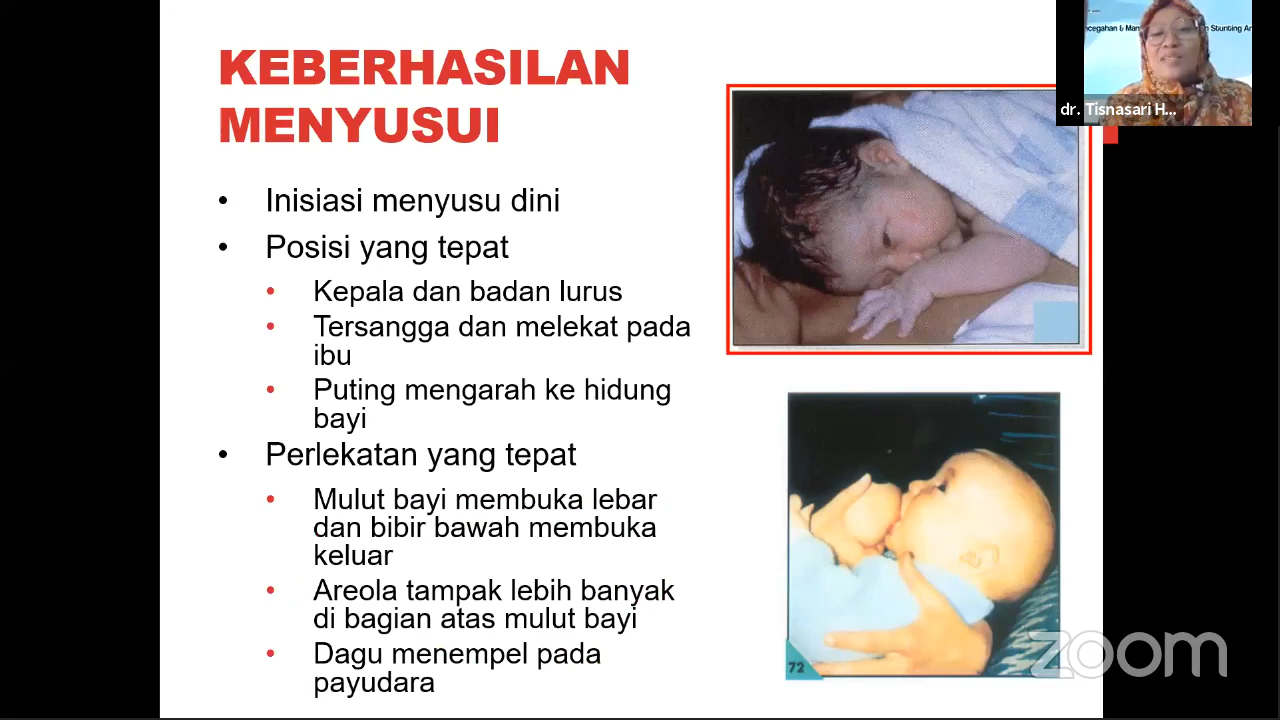 KEBERHASILAN
MENYUSUI
• Inisiasi menyusu dini
• Posisi yang tepat
• Kepala dan badan lurus
• Tersangga dan melekat pada
ibu
• Puting mengarah ke hidung
bayi
• Perlekatan yang tepat
• Mulut bayi membuka lebar
dan bibir bawah membuka
keluar
• Areola tampak lebih banyak
di bagian atas mulut bayi
• Dagu menempel pada
payudara
72
Stunting
dr. Tisnasari H...
zoom